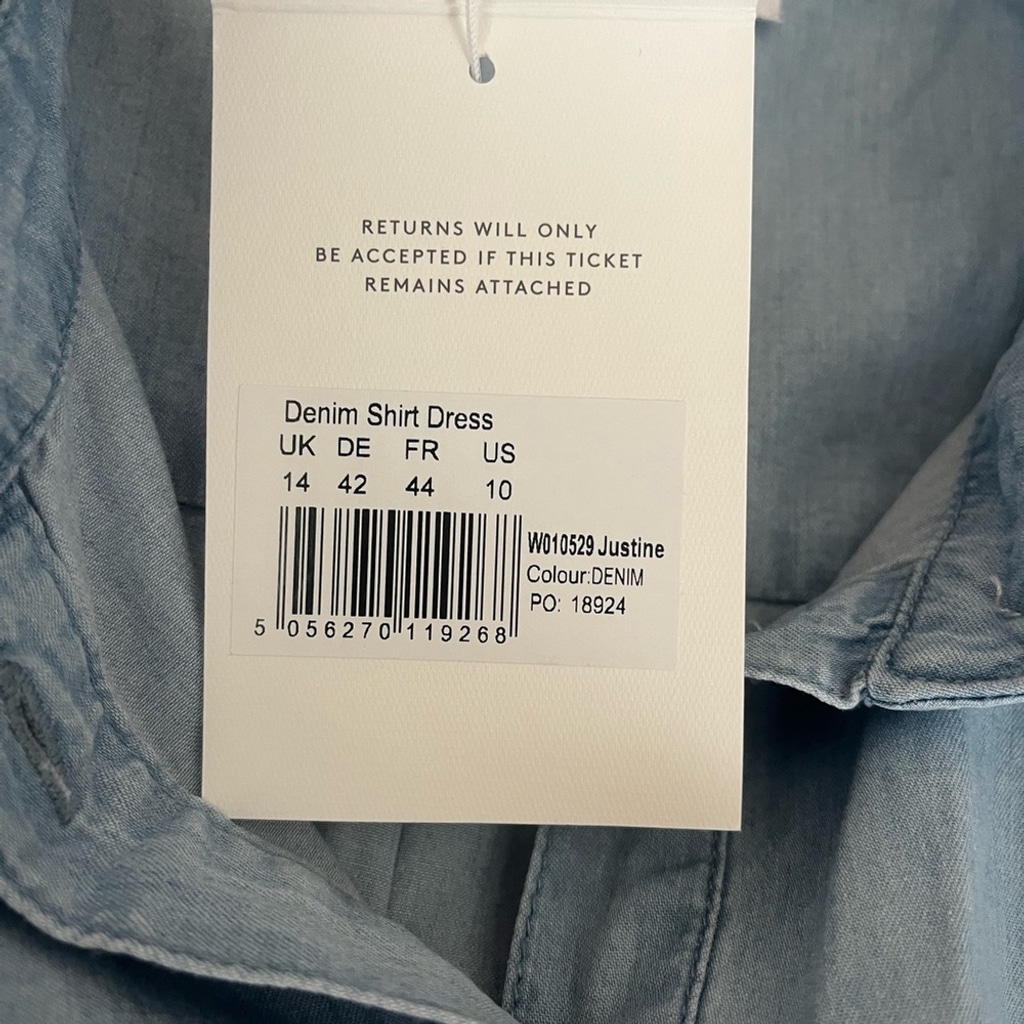 RETURNS WILL ONLY
BE ACCEPTED IF THIS TICKET
REMAINS ATTACHED
Denim Shirt Dress
UK DE FR US
14 42 44 10
W010529 Justine
Colour:DENIM
PO: 18924
5 056270 119268